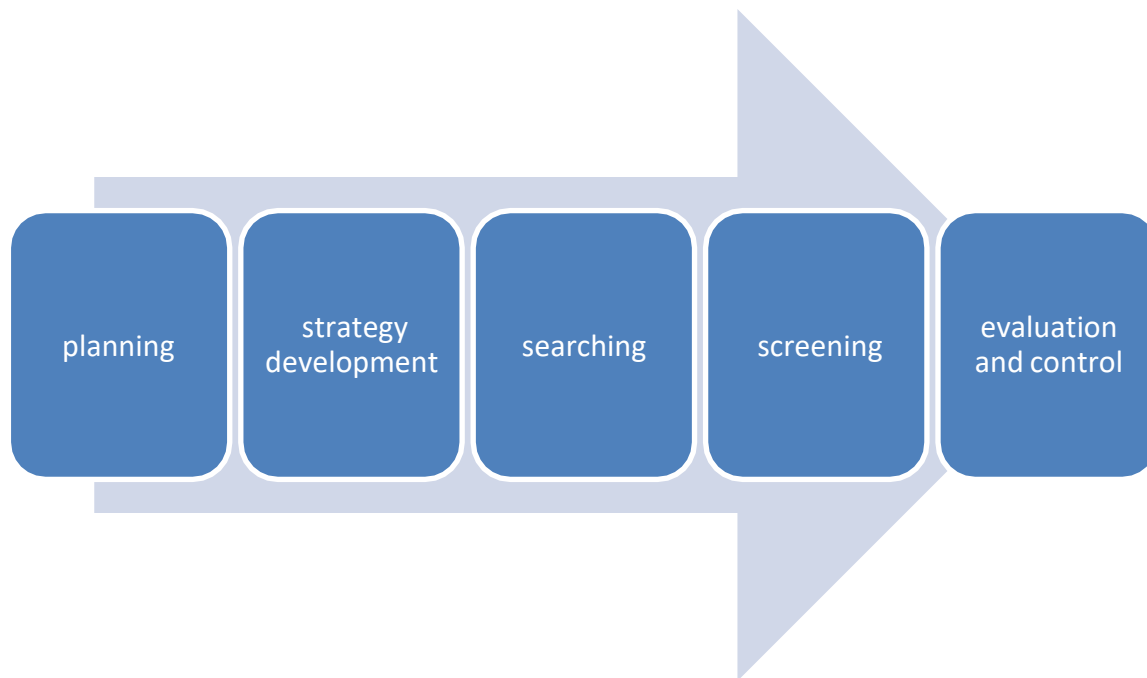 planning
strategy
development
searching
screening
evaluation
and control